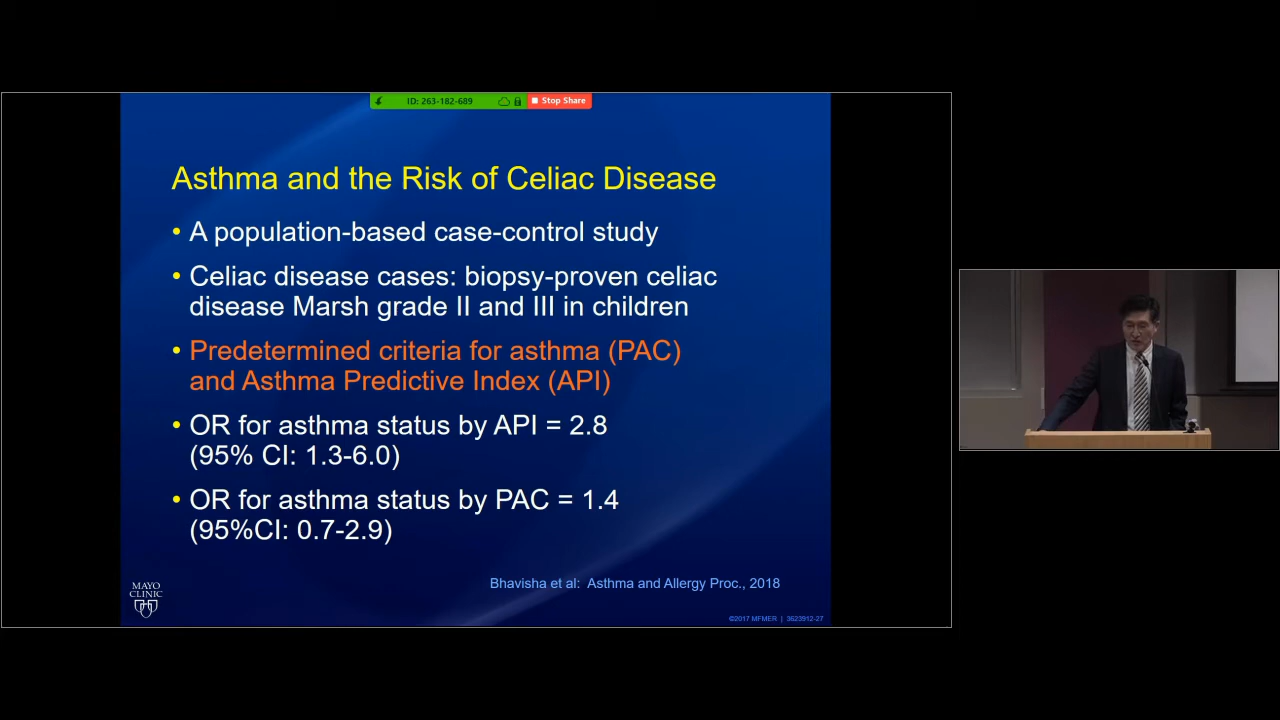 ID: 263-182-689
Stop Share
Asthma and the Risk of Celiac Disease
• A population-based case-control study
• Celiac disease cases: biopsy-proven celiac
disease Marsh grade II and III in children
• Predetermined criteria for asthma (PAC)
and Asthma Predictive Index (API)
• OR for asthma status by API = 2.8
(95% CI: 1.3-6.0)
• OR for asthma status by PAC = 1.4
(95%CI: 0.7-2.9)
Bhavisha et al: Asthma and Allergy Proc., 2018
MAYO
CLINIC
©2017 MFMER | 3623912-27